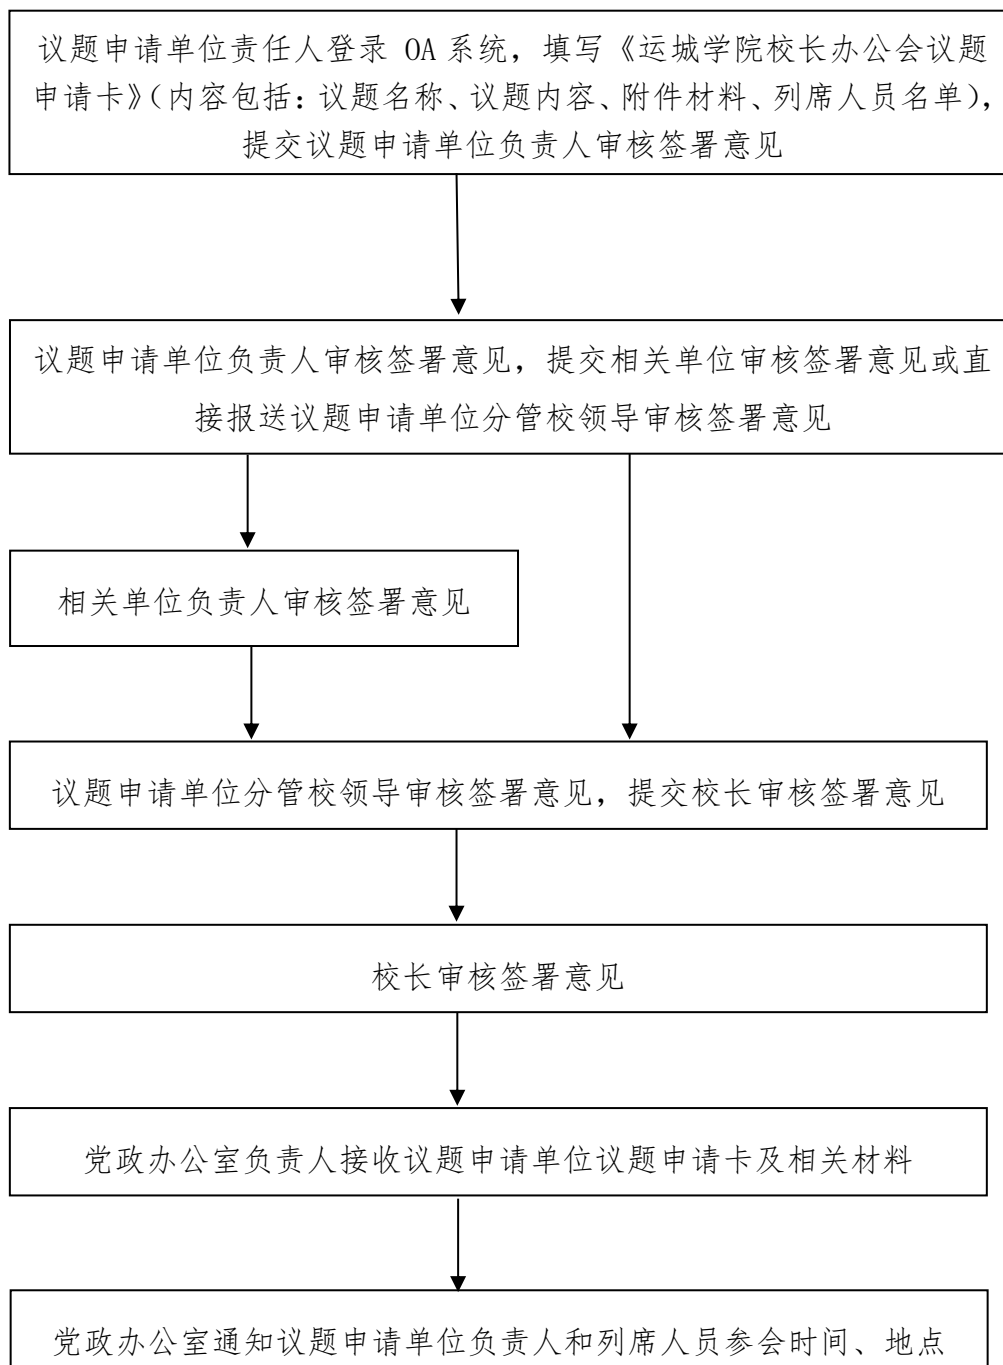 议题申请单位责任人登录 OA 系统，填写《运城学院校长办公会议题
申请卡》（内容包括：议题名称、议题内容、附件材料、列席人员名单），
提交议题申请单位负责人审核签署意见
议题申请单位负责人审核签署意见，提交相关单位审核签署意见或直
接报送议题申请单位分管校领导审核签署意见
相关单位负责人审核签署意见
议题申请单位分管校领导审核签署意见，提交校长审核签署意见
校长审核签署意见
党政办公室负责人接收议题申请单位议题申请卡及相关材料
党政办公室通知议题申请单位负责人和列席人员参会时间、地点